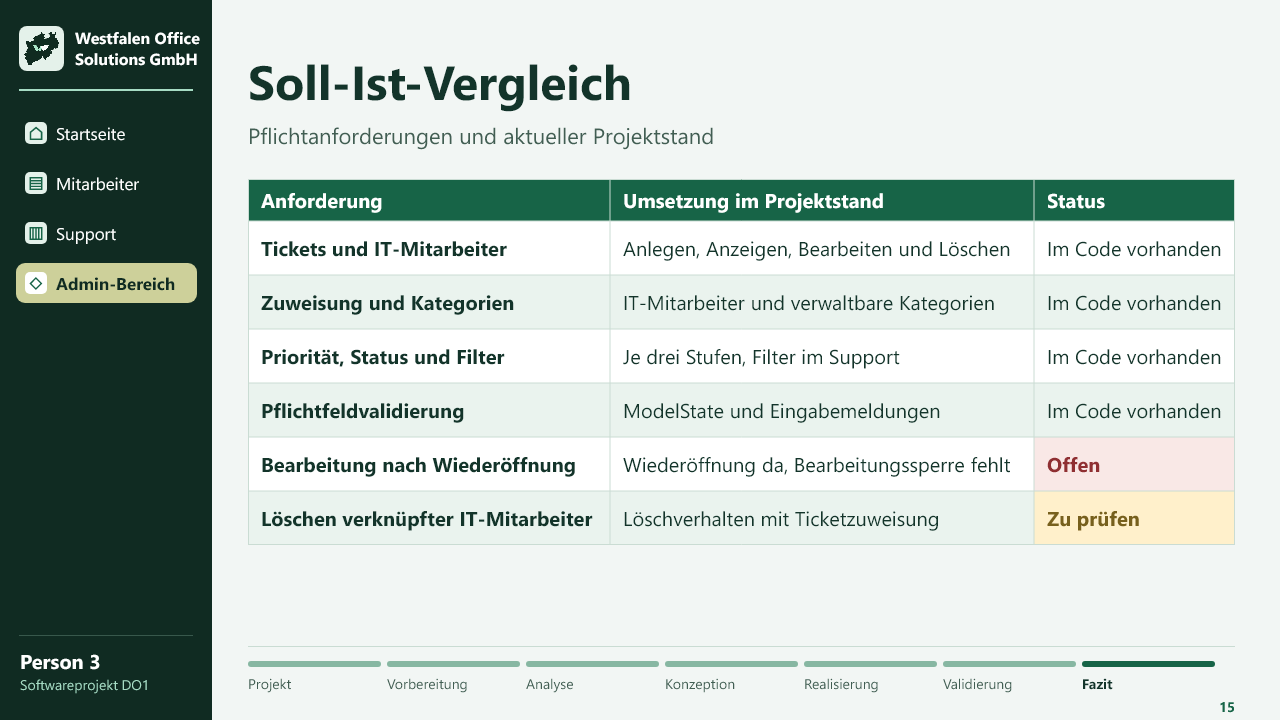 Westfalen Office
Solutions GmbH
Startseite
Mitarbeiter
Support
Admin-Bereich
Person 3
Softwareprojekt DO1
Soll-Ist-Vergleich
Pflichtanforderungen und aktueller Projektstand
Anforderung Umsetzung im Projektstand Status
Tickets und IT-Mitarbeiter Anlegen, Anzeigen, Bearbeiten und Löschen Im Code vorhanden
Zuweisung und Kategorien IT-Mitarbeiter und verwaltbare Kategorien Im Code vorhanden
Priorität, Status und Filter Je drei Stufen, Filter im Support Im Code vorhanden
Pflichtfeldvalidierung ModelState und Eingabemeldungen Im Code vorhanden
Bearbeitung nach Wiederöffnung Wiederöffnung da, Bearbeitungssperre fehlt Offen
Löschen verknüpfter IT-Mitarbeiter Löschverhalten mit Ticketzuweisung Zu prüfen
Projekt Vorbereitung Analyse Konzeption Realisierung Validierung Fazit
15